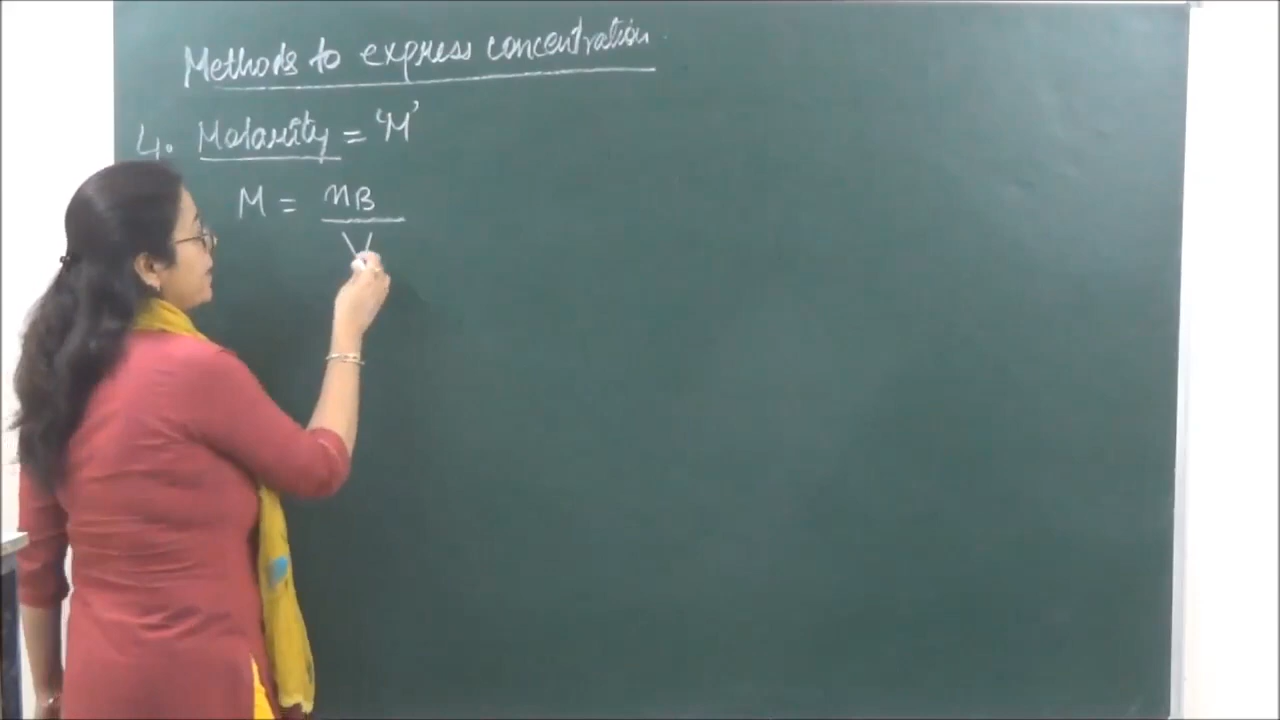 Methods to express concentration.
4. Molarity = 'M'
M = nB
V